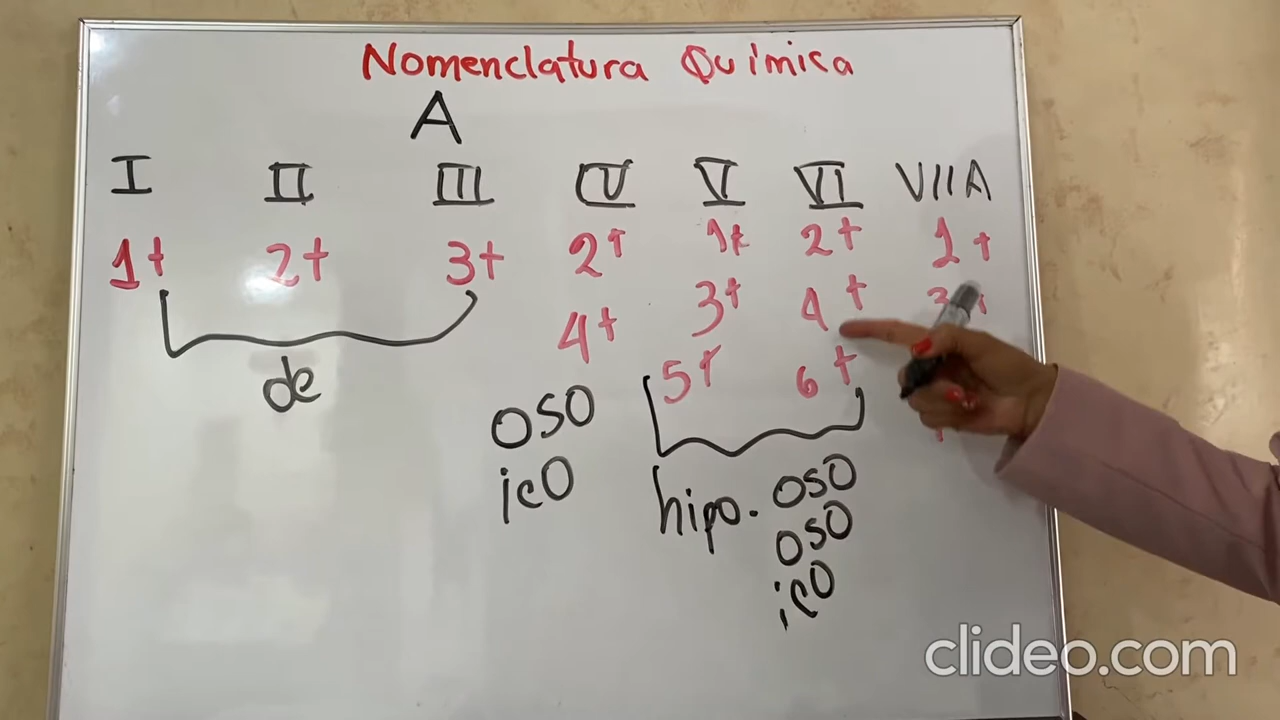 Nomenclatura Química
A
I II III IV V VI VIIA
1+ 2+ 3+ 2+ 1+ 2+ 1+
3+ 4+
4+
5+ 6+
de
oso
ico
hipo. oso
oso
ico
clideo.com